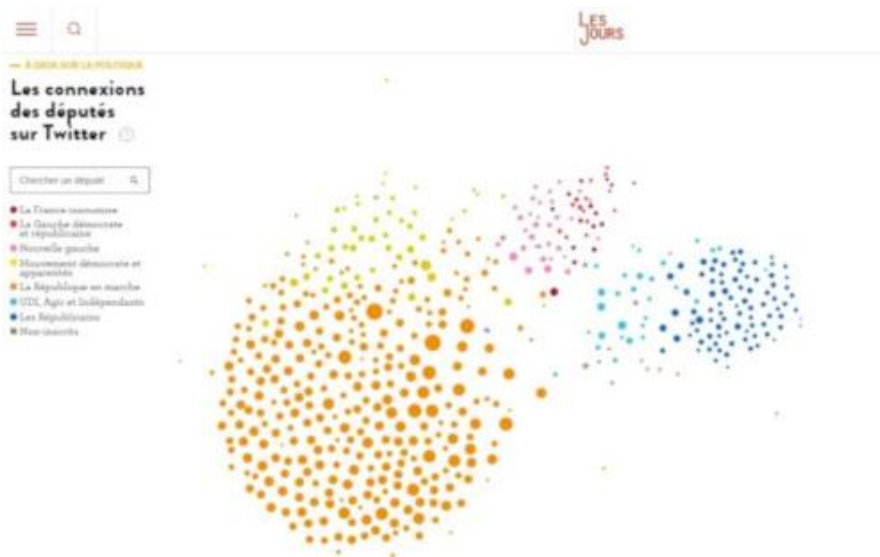 LES
JOURS
Les connexions
des députés
sur Twitter
Chercher un député
La France insoumise
La Gauche démocrate
et républicaine
Nouvelle gauche
Mouvement démocrate et
apparentés
La République en marche
UDI, Agir et Indépendants
Les Républicains
Non-inscrits